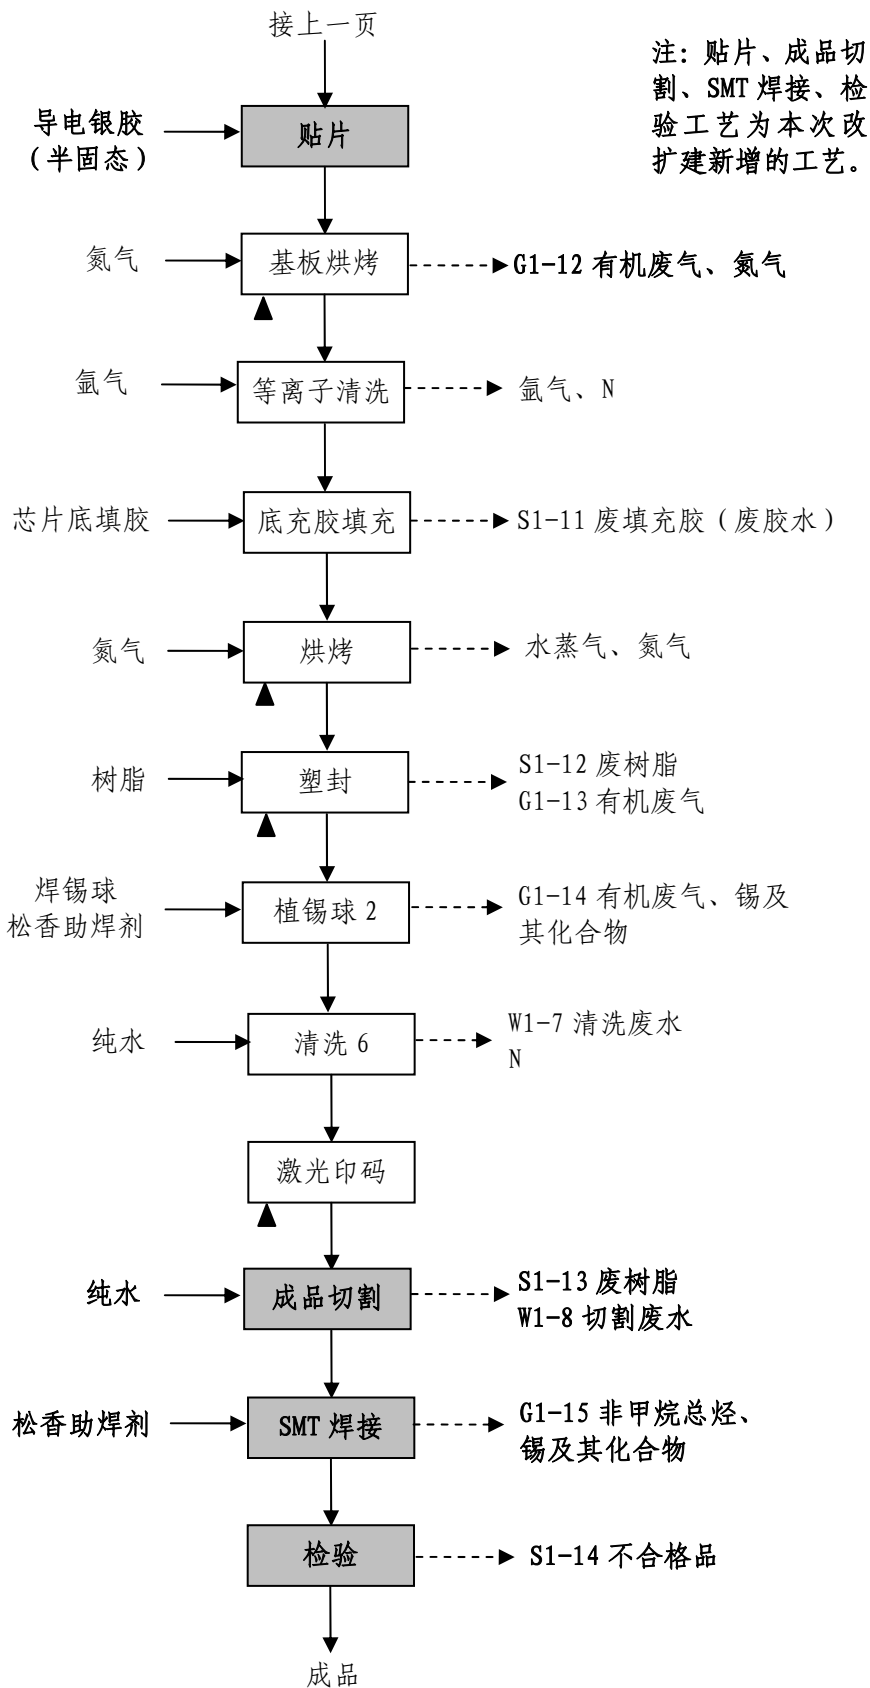 接上一页
注：贴片、成品切
割、SMT 焊接、检
验工艺为本次改
扩建新增的工艺。
导电银胶
（半固态）
贴片
氮气
基板烘烤
G1-12 有机废气、氮气
氩气
等离子清洗
氩气、N
芯片底填胶
底充胶填充
S1-11 废填充胶（废胶水）
氮气
烘烤
水蒸气、氮气
树脂
塑封
S1-12 废树脂
G1-13 有机废气
焊锡球
松香助焊剂
植锡球 2
G1-14 有机废气、锡及
其化合物
纯水
清洗 6
W1-7 清洗废水
N
激光印码
纯水
成品切割
S1-13 废树脂
W1-8 切割废水
松香助焊剂
SMT 焊接
G1-15 非甲烷总烃、
锡及其化合物
检验
S1-14 不合格品
成品